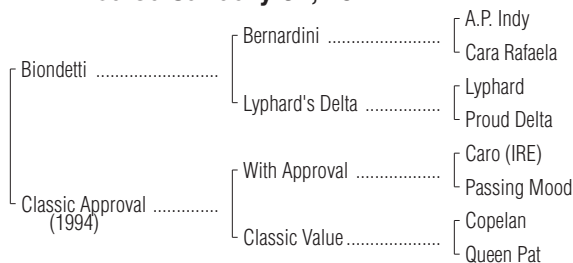 A.P. Indy
Bernardini ........................
Cara Rafaela
Biondetti ..........................
Lyphard
Lyphard's Delta ................
Proud Delta
Caro (IRE)
With Approval ..................
Passing Mood
Classic Approval ..............
(1994)
Copelan
Classic Value .....................
Queen Pat